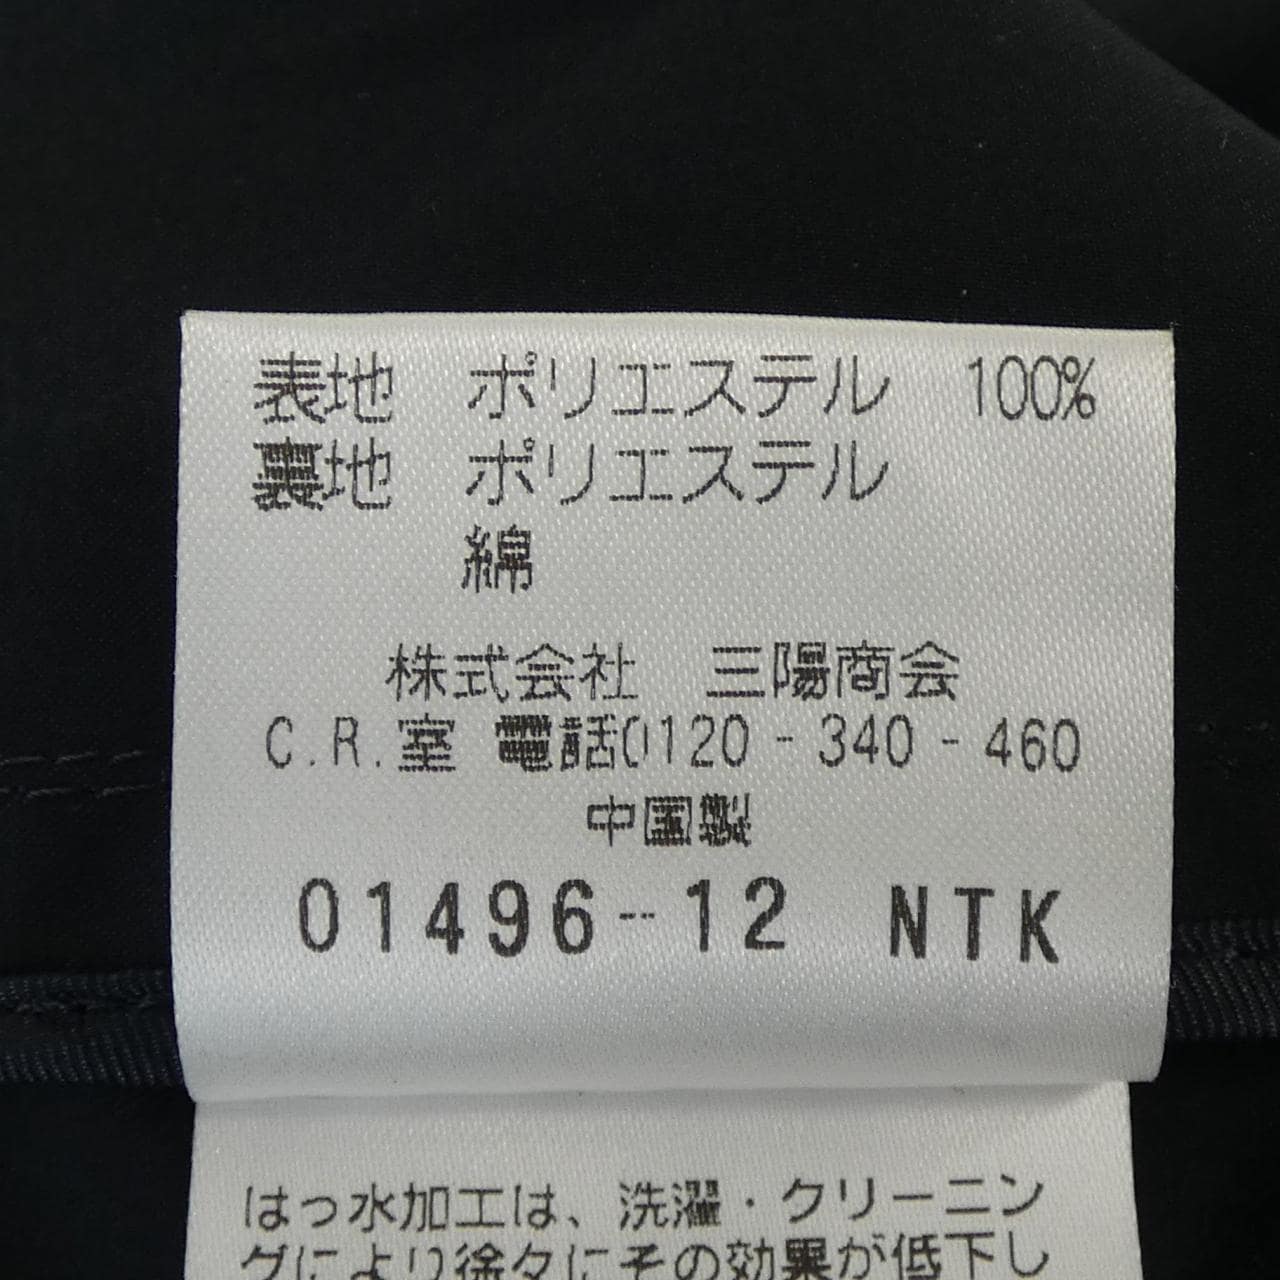 表地 ポリエステル 100%
裏地 ポリエステル
綿
株式会社 三陽商会
C.R.室 電話0120-340-460
中国製
01496-12 NTK
はっ水加工は、洗濯・クリーニン
グにより徐々にその効果が低下し